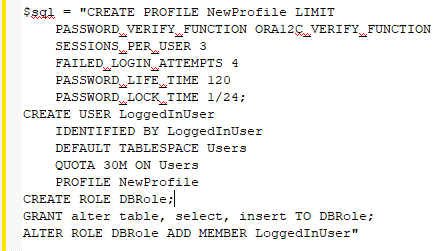 $sql = "CREATE PROFILE NewProfile LIMIT
PASSWORD_VERIFY_FUNCTION ORA12C_VERIFY_FUNCTION
SESSIONS_PER_USER 3
FAILED_LOGIN_ATTEMPTS 4
PASSWORD_LIFE_TIME 120
PASSWORD_LOCK_TIME 1/24;
CREATE USER LoggedInUser
IDENTIFIED BY LoggedInUser
DEFAULT TABLESPACE Users
QUOTA 30M ON Users
PROFILE NewProfile
CREATE ROLE DBRole;
GRANT alter table, select, insert TO DBRole;
ALTER ROLE DBRole ADD MEMBER LoggedInUser"